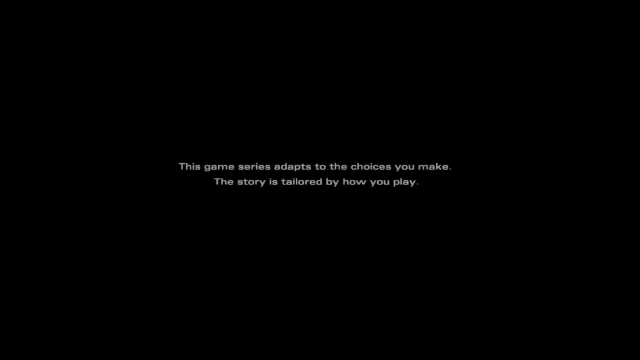 This game series adapts to the choices you make.
The story is tailored by how you play.